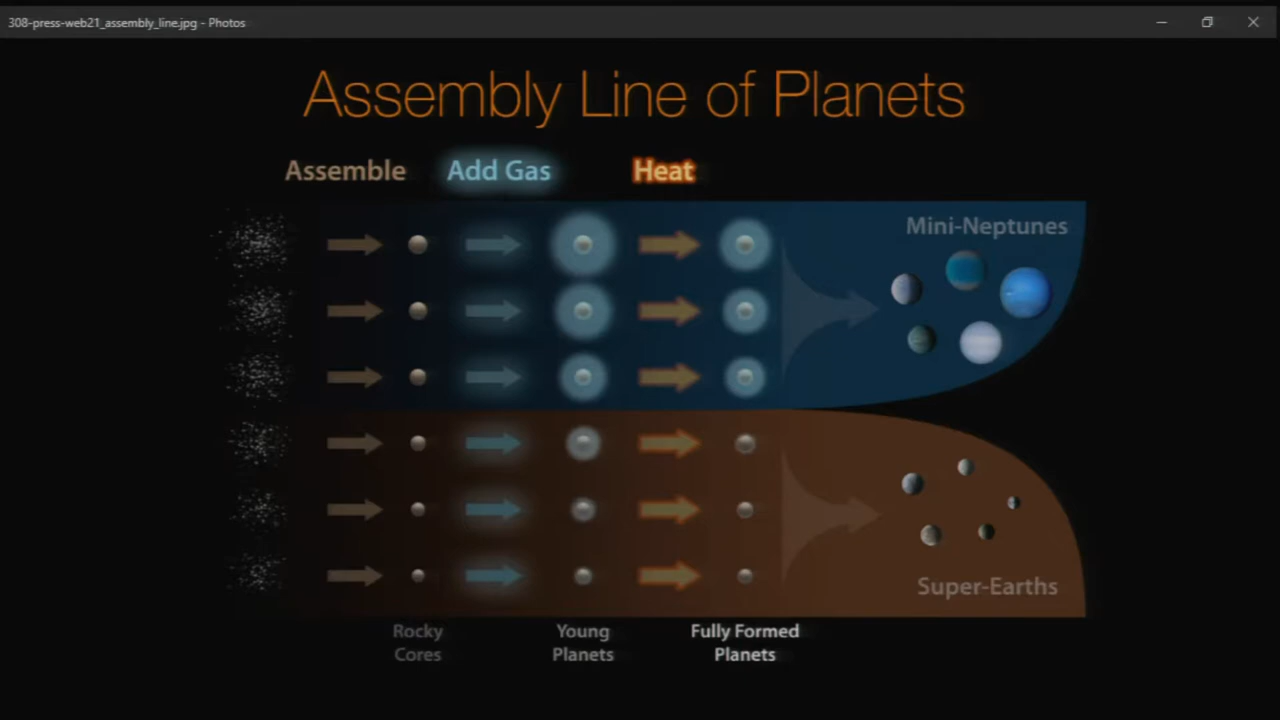 308-press-web21_assembly_line.jpg - Photos
Assembly Line of Planets
Assemble Add Gas Heat
Mini-Neptunes
Super-Earths
Rocky Cores
Young Planets
Fully Formed Planets